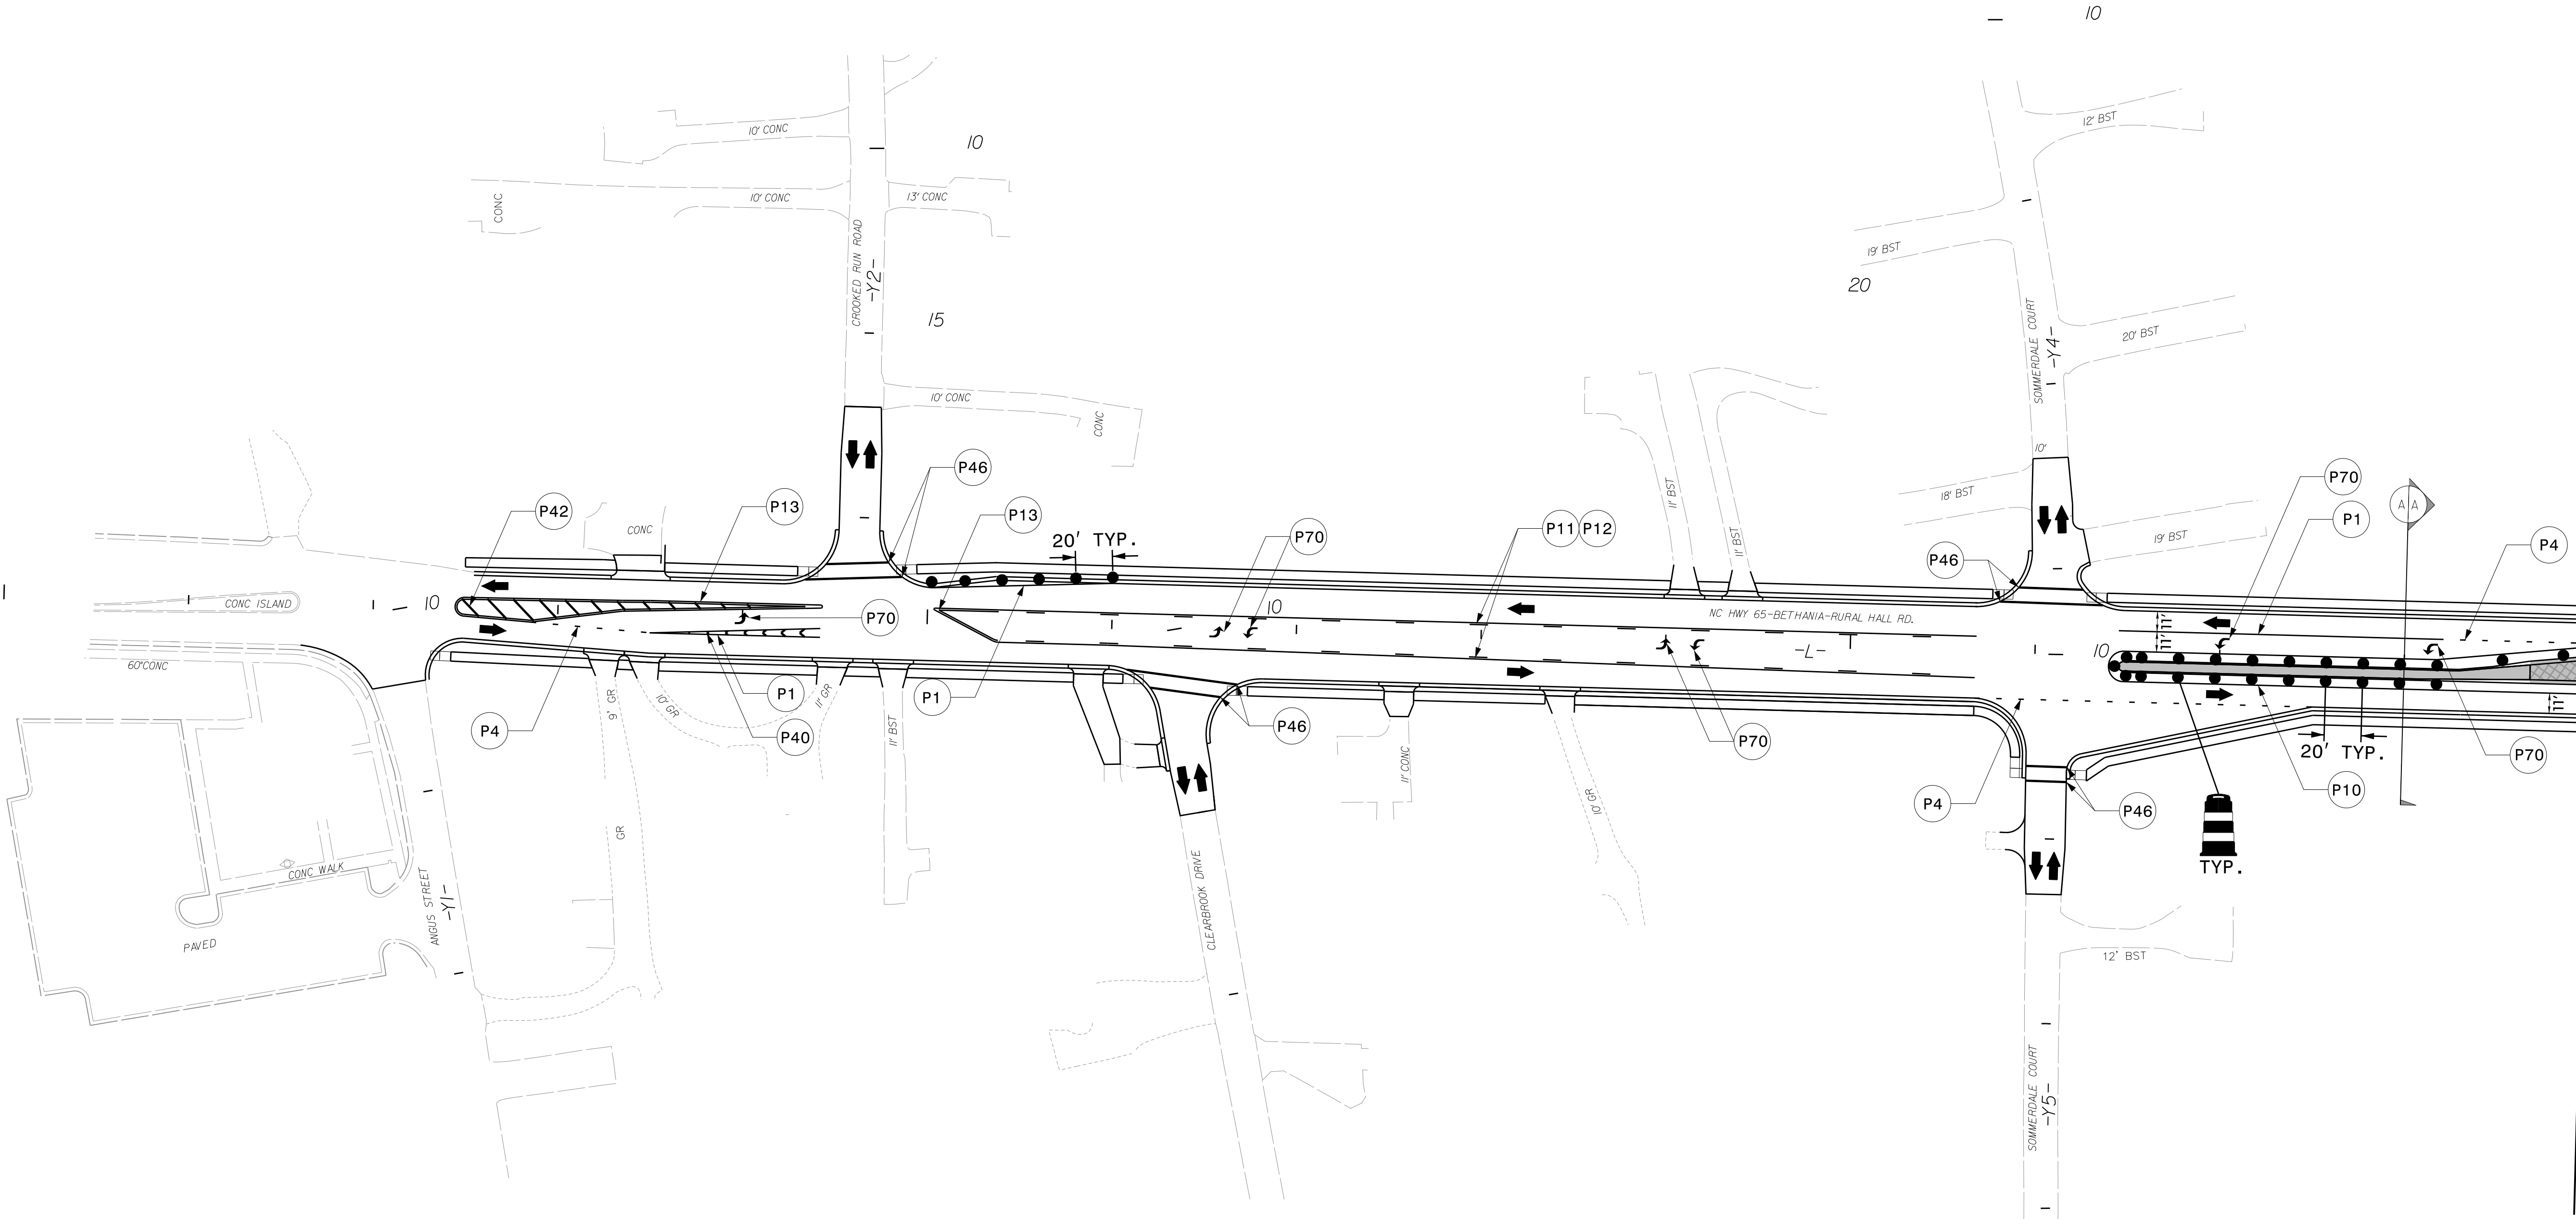 10
12' BST
10' CONC
10
10' CONC
13' CONC
CONC
19' BST
CROOKED RUN ROAD
-Y2-
20
15
SOMMERDALE COURT
-Y4-
20' BST
10' CONC
CONC
10'
P46
P70
18' BST
11' BST
P42
P13
P13
CONC
A A
P1
P11
P12
20' TYP.
P70
11' BST
19' BST
P4
P46
CONC ISLAND
10
10
NC HWY 65-BETHANIA-RURAL HALL RD.
P70
11' 11'
-L-
10
60" CONC
P1
P1
9" GR
10' GR
11' GR
11' BST
11'
P4
P40
P46
P70
20' TYP.
P70
11' CONC
10' GR
P10
P4
P46
GR
TYP.
CONC WALK
ANGUS STREET
-Y1-
CLEARBROOK DRIVE
PAVED
12" BST
SOMMERDALE COURT
-Y5-